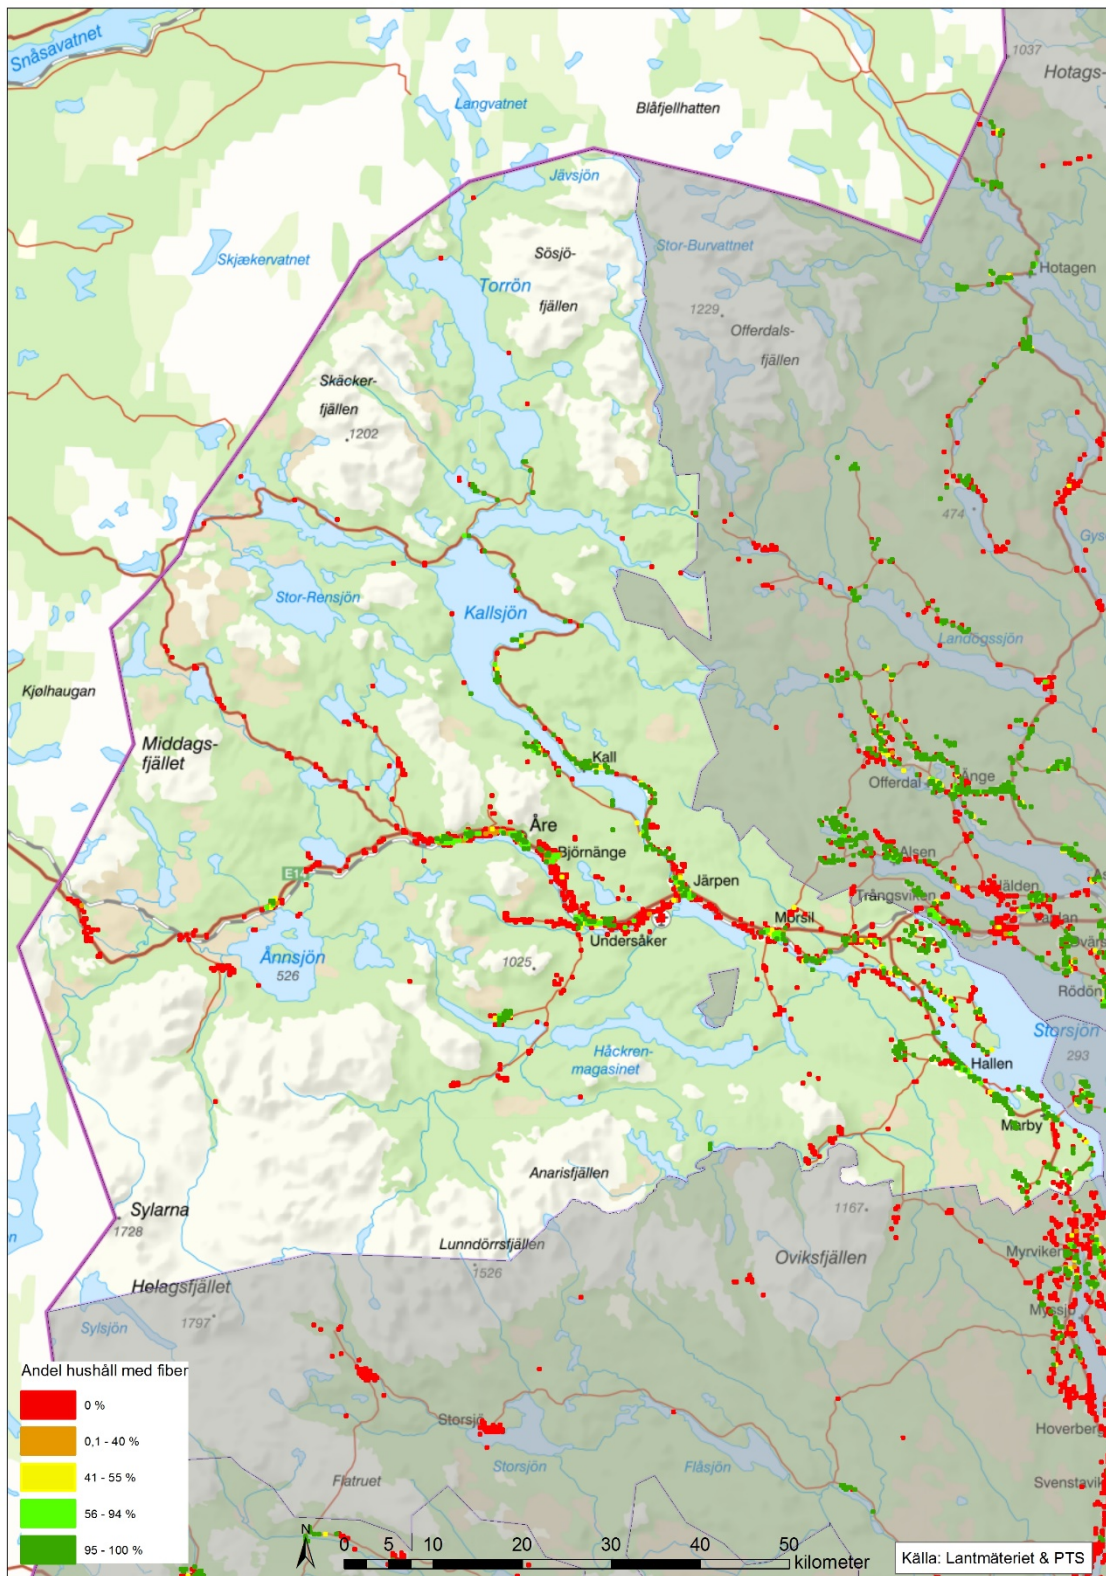 Snåsavatnet
1037
Hotags-
Langvatnet
Blåfjellhatten
Jävsjön
Skjækervatnet
Sösjö-
fjällen
Stor-Burvattnet
Hotagen
Torrön
1229
Offerdals-
fjällen
Skäcker-
fjällen
1202
474
Stor-Rensjön
Kallsjön
Landögssjön
Kjølhaugan
Middags-
fjället
Kall
Offerdal
Ånge
Åre
Björnänge
Alsen
E14
Järpen
Trångsviken
Mörsil
Undersåker
Ånnsjön
526
1025
Rödön
Storsjön
293
Håckren-
magasinet
Hallen
Marby
Anarisfjällen
Sylarna
1728
1167
Lunndörrsfjällen
1526
Oviksfjällen
Myrviken
Helagsfjället
1797
Sylsjön
Myssjö
Andel hushåll med fiber
0 %
0,1 - 40 %
41 - 55 %
56 - 94 %
95 - 100 %
Storsjö
Storsjön
Flåsjön
Flatruet
Hoverberg
Svenstavik
N
0 5 10 20 30 40 50
kilometer
Källa: Lantmäteriet & PTS